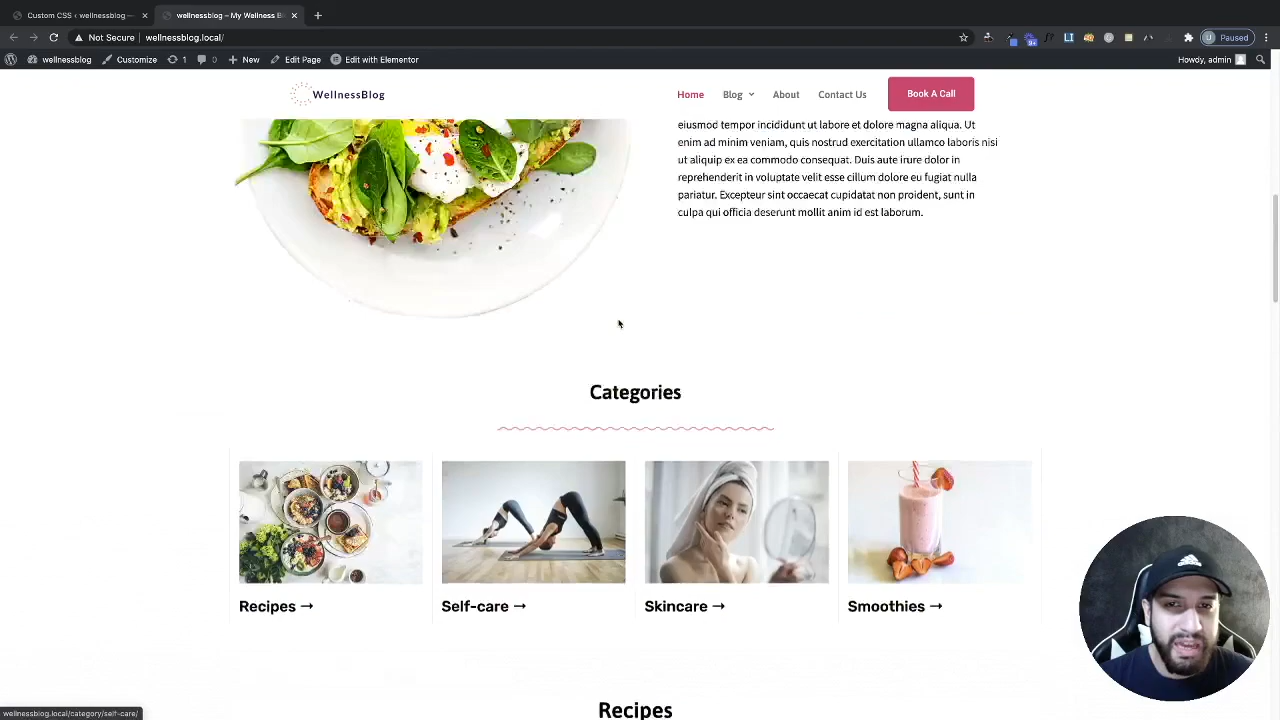 Custom CSS ‹ wellnessblog —
wellnessblog – My Wellness B
Not Secure
wellnessblog.local/
Paused
wellnessblog
Customize
1
0
New
Edit Page
Edit with Elementor
Howdy, admin
WellnessBlog
Home
Blog
About
Contact Us
Book A Call
eiusmod tempor incididunt ut labore et dolore magna aliqua. Ut
enim ad minim veniam, quis nostrud exercitation ullamco laboris nisi
ut aliquip ex ea commodo consequat. Duis aute irure dolor in
reprehenderit in voluptate velit esse cillum dolore eu fugiat nulla
pariatur. Excepteur sint occaecat cupidatat non proident, sunt in
culpa qui officia deserunt mollit anim id est laborum.
Categories
Recipes →
Self-care →
Skincare →
Smoothies →
Recipes
wellnessblog.local/category/self-care/